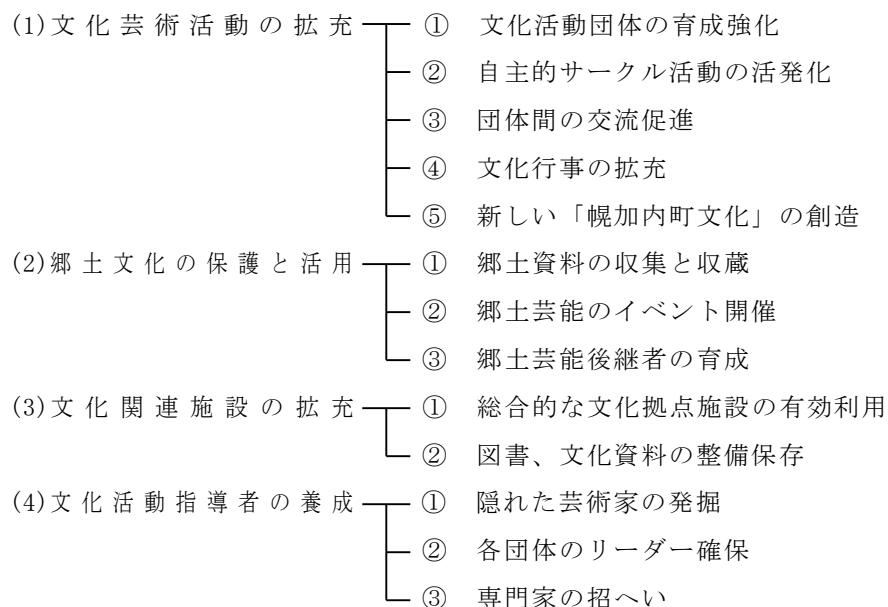 (1)文化芸術活動の拡充 ① 文化活動団体の育成強化
② 自主的サークル活動の活発化
③ 団体間の交流促進
④ 文化行事の拡充
⑤ 新しい「幌加内町文化」の創造
(2)郷土文化の保護と活用 ① 郷土資料の収集と収蔵
② 郷土芸能のイベント開催
③ 郷土芸能後継者の育成
(3)文化関連施設の拡充 ① 総合的な文化拠点施設の有効利用
② 図書、文化資料の整備保存
(4)文化活動指導者の養成 ① 隠れた芸術家の発掘
② 各団体のリーダー確保
③ 専門家の招へい